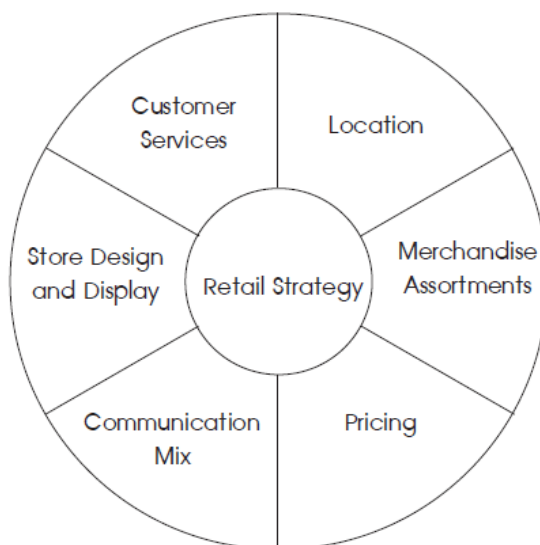 Customer
Services
Location
Store Design
and Display
Retail Strategy
Merchandise
Assortments
Communication
Mix
Pricing